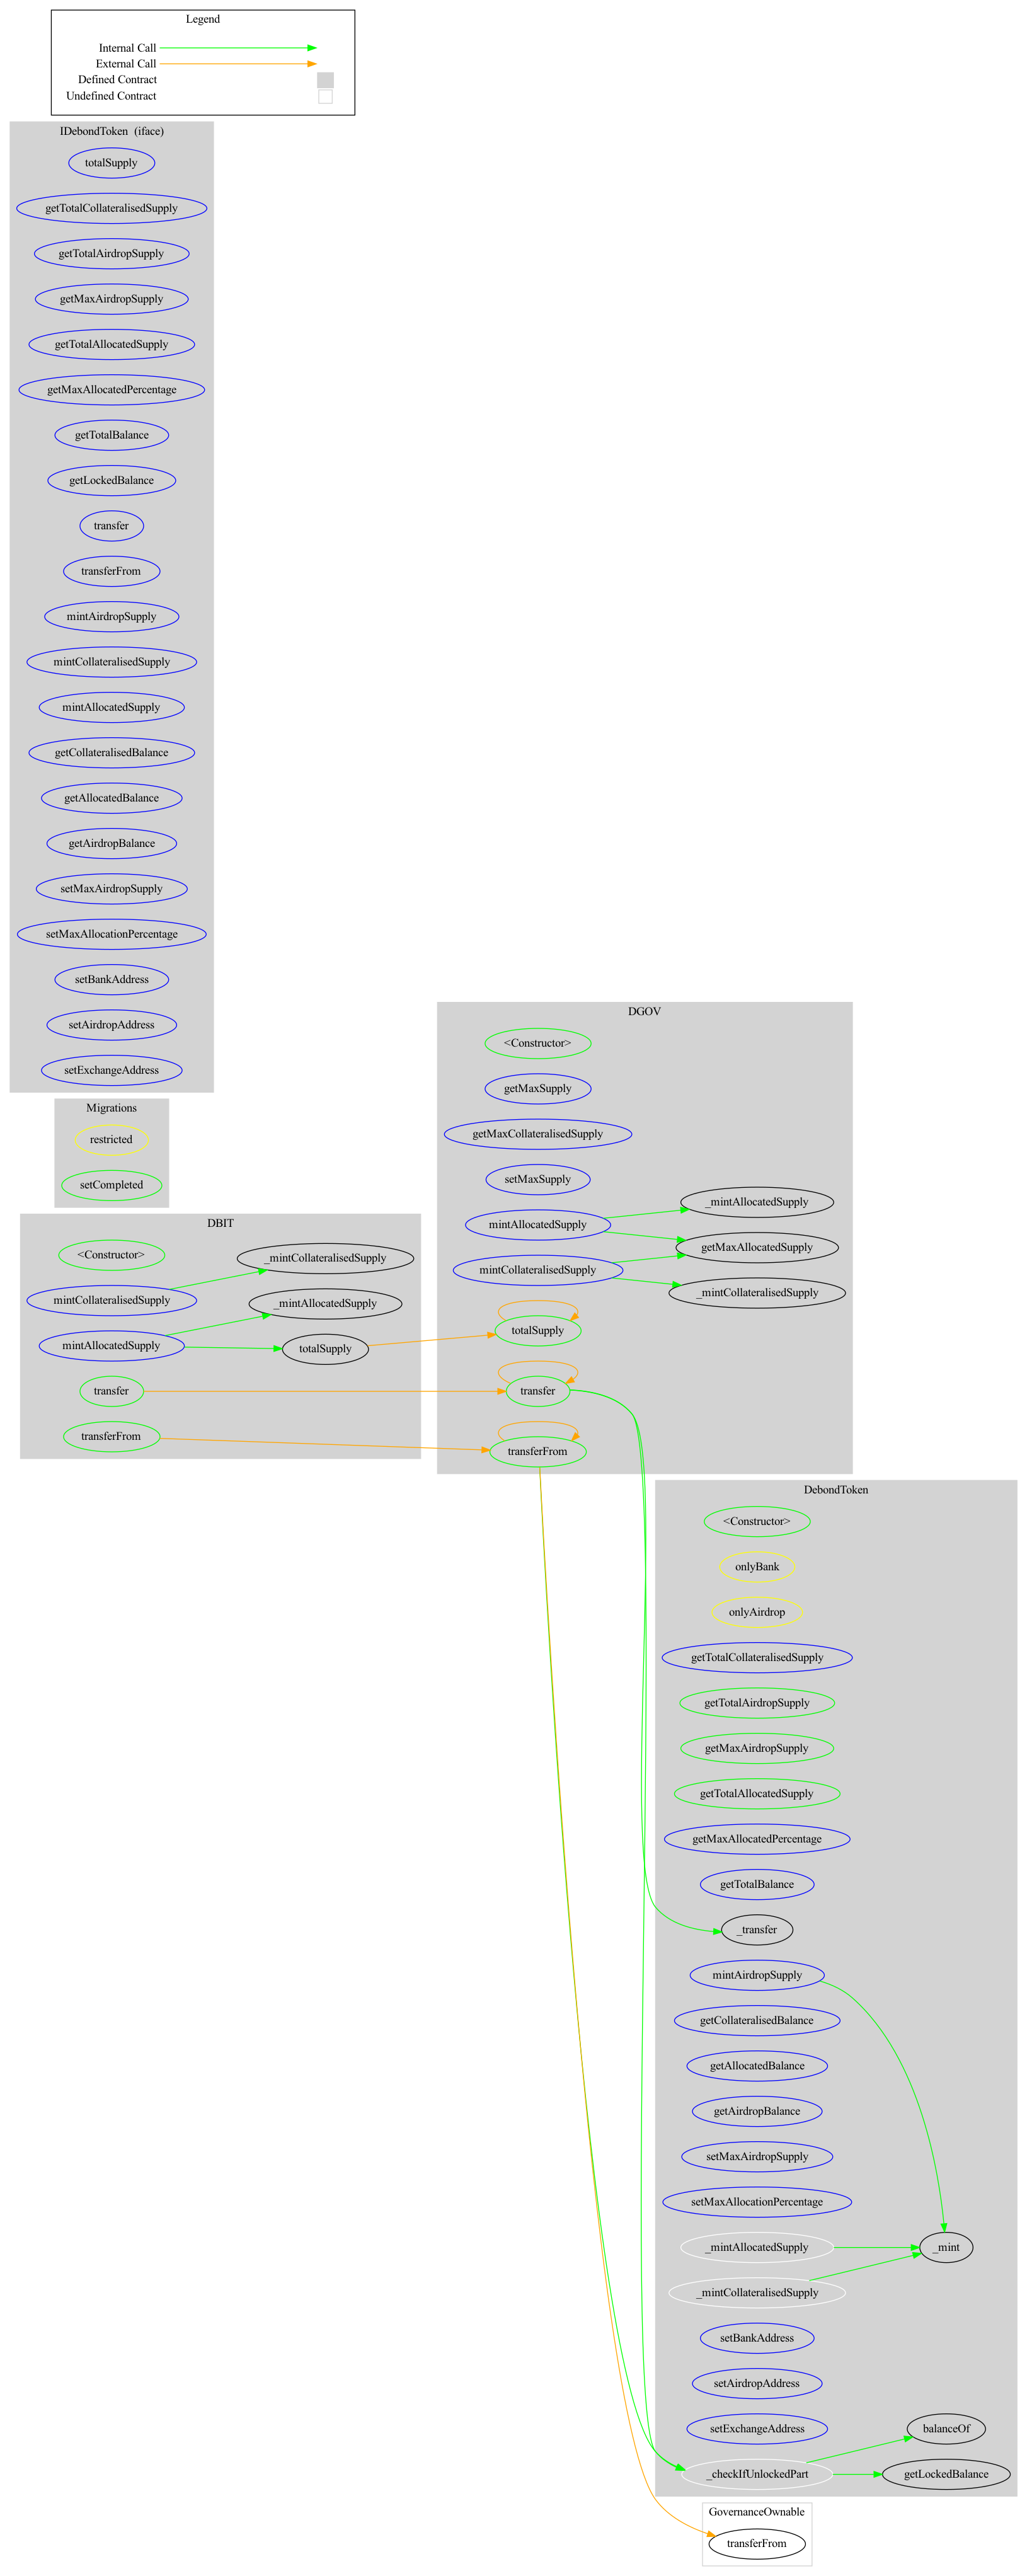 Legend
Internal Call
External Call
Defined Contract
Undefined Contract
IDebondToken (iface)
totalSupply
getTotalCollateralisedSupply
getTotalAirdropSupply
getMaxAirdropSupply
getTotalAllocatedSupply
getMaxAllocatedPercentage
getTotalBalance
getLockedBalance
transfer
transferFrom
mintAirdropSupply
mintCollateralisedSupply
mintAllocatedSupply
getCollateralisedBalance
getAllocatedBalance
getAirdropBalance
setMaxAirdropSupply
setMaxAllocationPercentage
setBankAddress
setAirdropAddress
setExchangeAddress
Migrations
restricted
setCompleted
DBIT
<Constructor>
mintCollateralisedSupply
mintAllocatedSupply
transfer
transferFrom
_mintCollateralisedSupply
_mintAllocatedSupply
totalSupply
DGOV
<Constructor>
getMaxSupply
getMaxCollateralisedSupply
setMaxSupply
mintAllocatedSupply
mintCollateralisedSupply
totalSupply
transfer
transferFrom
_mintAllocatedSupply
getMaxAllocatedSupply
_mintCollateralisedSupply
DebondToken
<Constructor>
onlyBank
onlyAirdrop
getTotalCollateralisedSupply
getTotalAirdropSupply
getMaxAirdropSupply
getTotalAllocatedSupply
getMaxAllocatedPercentage
getTotalBalance
_transfer
mintAirdropSupply
getCollateralisedBalance
getAllocatedBalance
getAirdropBalance
setMaxAirdropSupply
setMaxAllocationPercentage
_mintAllocatedSupply
_mintCollateralisedSupply
setBankAddress
setAirdropAddress
setExchangeAddress
_checkIfUnlockedPart
_mint
balanceOf
getLockedBalance
GovernanceOwnable
transferFrom